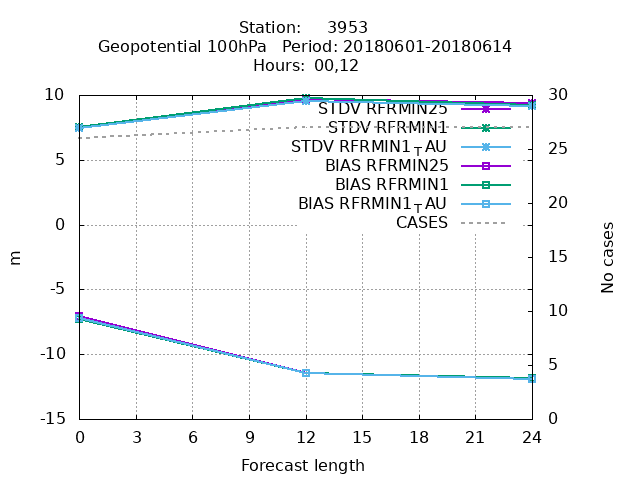 Station: 3953
Geopotential 100hPa Period: 20180601-20180614
Hours: 00,12
10 30
STDV RFRMIN25
STDV RFRMIN1
STDV RFRMIN1TAU
BIAS RFRMIN25
BIAS RFRMIN1
BIAS RFRMIN1TAU
CASES
5
0
-5
-10
-15
25
20
15
10
5
0
m
No cases
0 3 6 9 12 15 18 21 24
Forecast length